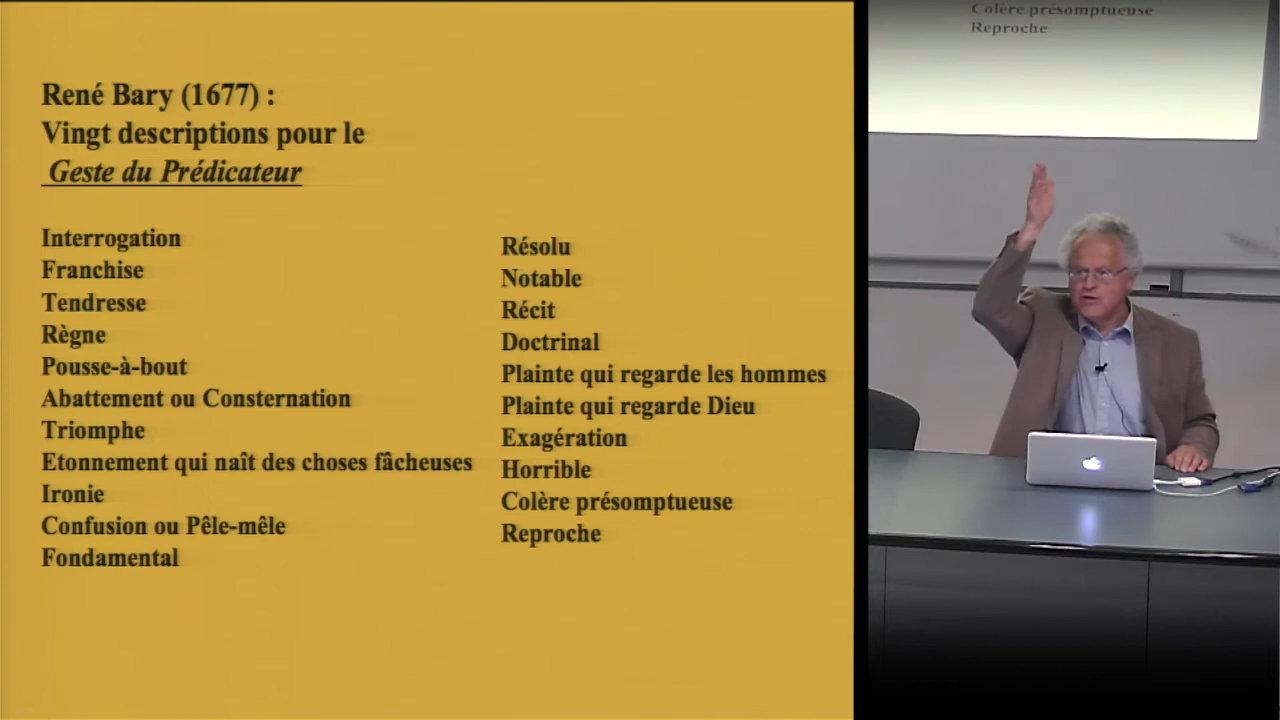 René Bary (1677) :
Vingt descriptions pour le
Geste du Prédicateur
Interrogation
Franchise
Tendresse
Règne
Pousse-à-bout
Abattement ou Consternation
Triomphe
Etonnement qui naît des choses fâcheuses
Ironie
Confusion ou Pêle-mêle
Fondamental
Résolu
Notable
Récit
Doctrinal
Plainte qui regarde les hommes
Plainte qui regarde Dieu
Exagération
Horrible
Colère présomptueuse
Reproche
Colère présomptueuse
Reproche